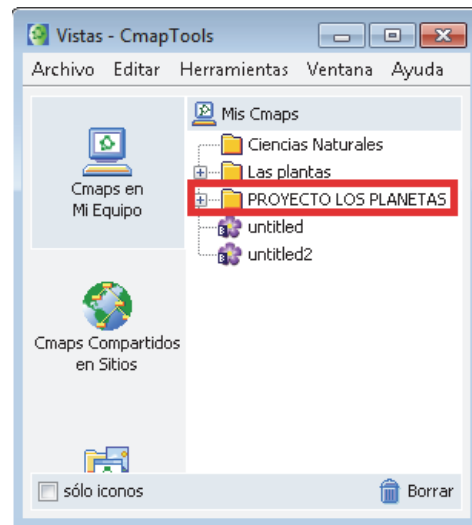 Vistas - CmapTools
Archivo Editar Herramientas Ventana Ayuda
Mis Cmaps
Ciencias Naturales
Las plantas
PROYECTO LOS PLANETAS
untitled
untitled2
Cmaps en
Mi Equipo
Cmaps Compartidos
en Sitios
sólo iconos
Borrar